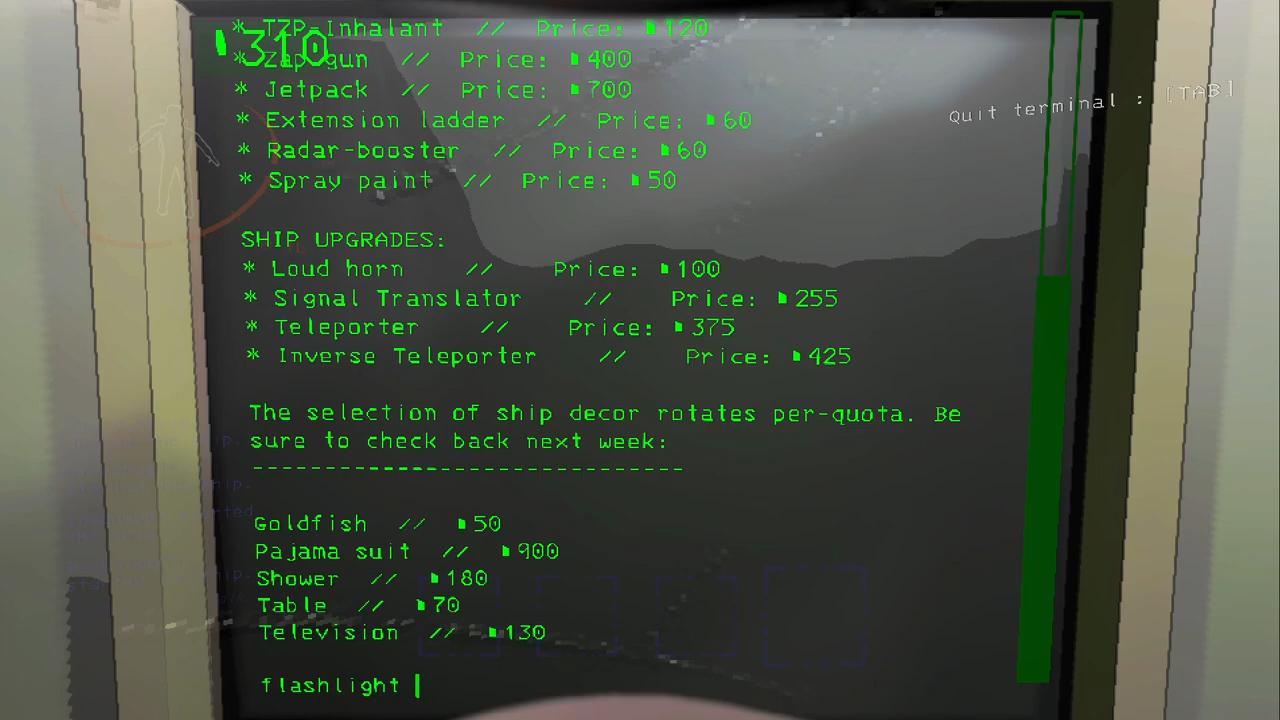 * TZP-Inhalant // Price: ▮120
▮310
* Zap gun // Price: ▮400
* Jetpack // Price: ▮700
Quit terminal : [TAB]
* Extension ladder // Price: ▮60
* Radar-booster // Price: ▮60
* Spray paint // Price: ▮50
SHIP UPGRADES:
* Loud horn // Price: ▮100
* Signal Translator // Price: ▮255
* Teleporter // Price: ▮375
* Inverse Teleporter // Price: ▮425
The selection of ship decor rotates per-quota. Be
sure to check back next week:
------------------------------
Goldfish // ▮50
Pajama suit // ▮900
Shower // ▮180
Table // ▮70
Television // ▮130
flashlight